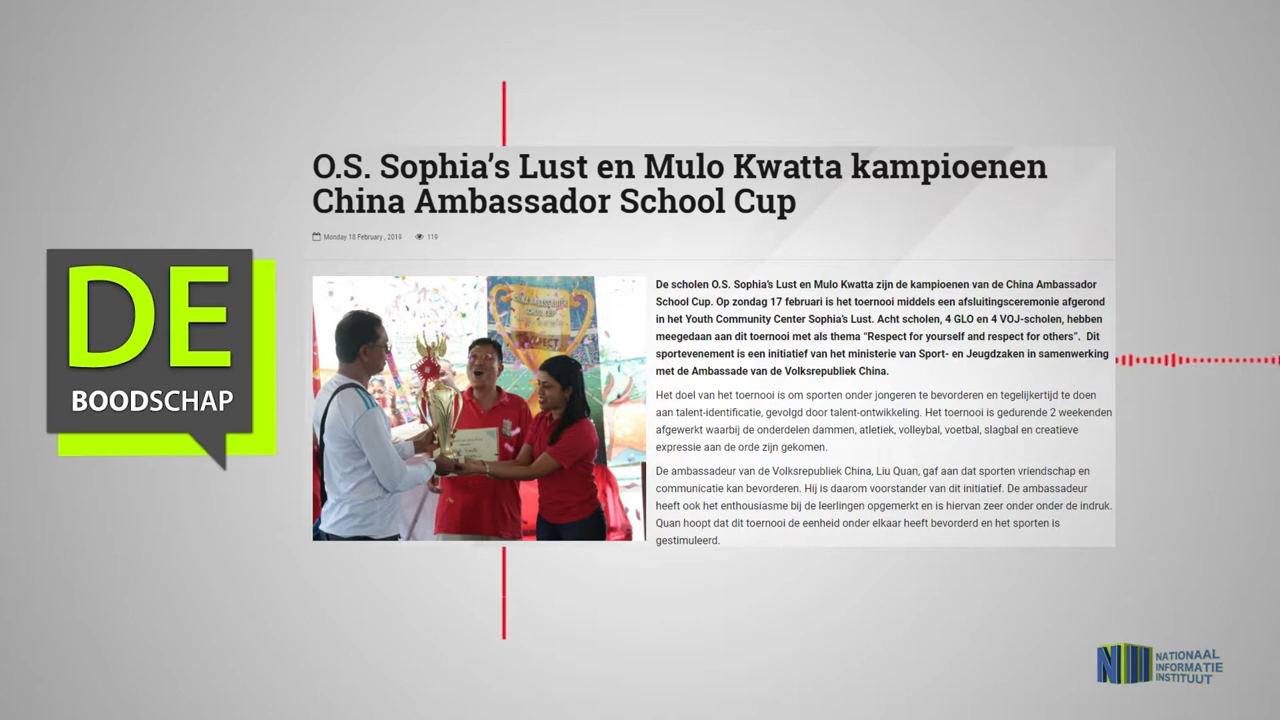 O.S. Sophia's Lust en Mulo Kwatta kampioenen
China Ambassador School Cup
Monday 18 February , 2019 119
DE
BOODSCHAP
De scholen O.S. Sophia's Lust en Mulo Kwatta zijn de kampioenen van de China Ambassador
School Cup. Op zondag 17 februari is het toernooi middels een afsluitingsceremonie afgerond
in het Youth Community Center Sophia's Lust. Acht scholen, 4 GLO en 4 VOJ-scholen, hebben
meegedaan aan dit toernooi met als thema “Respect for yourself and respect for others”. Dit
sportevenement is een initiatief van het ministerie van Sport- en Jeugdzaken in samenwerking
met de Ambassade van de Volksrepubliek China.
Het doel van het toernooi is om sporten onder jongeren te bevorderen en tegelijkertijd te doen
aan talent-identificatie, gevolgd door talent-ontwikkeling. Het toernooi is gedurende 2 weekenden
afgewerkt waarbij de onderdelen dammen, atletiek, volleybal, voetbal, slagbal en creatieve
expressie aan de orde zijn gekomen.
De ambassadeur van de Volksrepubliek China, Liu Quan, gaf aan dat sporten vriendschap en
communicatie kan bevorderen. Hij is daarom voorstander van dit initiatief. De ambassadeur
heeft ook het enthousiasme bij de leerlingen opgemerkt en is hiervan zeer onder onder de indruk.
Quan hoopt dat dit toernooi de eenheid onder elkaar heeft bevorderd en het sporten is
gestimuleerd.
NATIONAAL
INFORMATIE
INSTITUUT